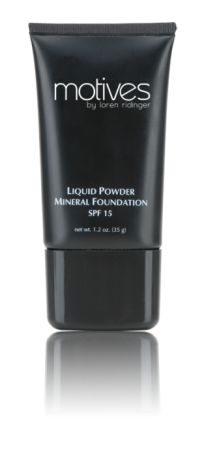 motives
by loren ridinger
LIQUID POWDER
MINERAL FOUNDATION
SPF 15
net wt. 1.2 oz. (35 g)